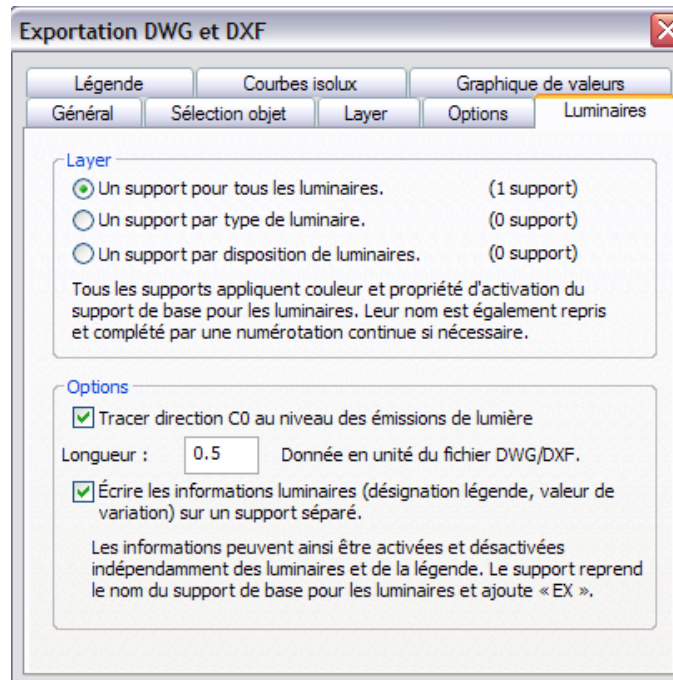 Exportation DWG et DXF
Légende Courbes isolux Graphique de valeurs
Général Sélection objet Layer Options Luminaires
Layer
Un support pour tous les luminaires. (1 support)
Un support par type de luminaire. (0 support)
Un support par disposition de luminaires. (0 support)
Tous les supports appliquent couleur et propriété d'activation du
support de base pour les luminaires. Leur nom est également repris
et complété par une numérotation continue si nécessaire.
Options
Tracer direction C0 au niveau des émissions de lumière
Longueur : 0.5 Donnée en unité du fichier DWG/DXF.
Écrire les informations luminaires (désignation légende, valeur de
variation) sur un support séparé.
Les informations peuvent ainsi être activées et désactivées
indépendamment des luminaires et de la légende. Le support reprend
le nom du support de base pour les luminaires et ajoute « EX ».